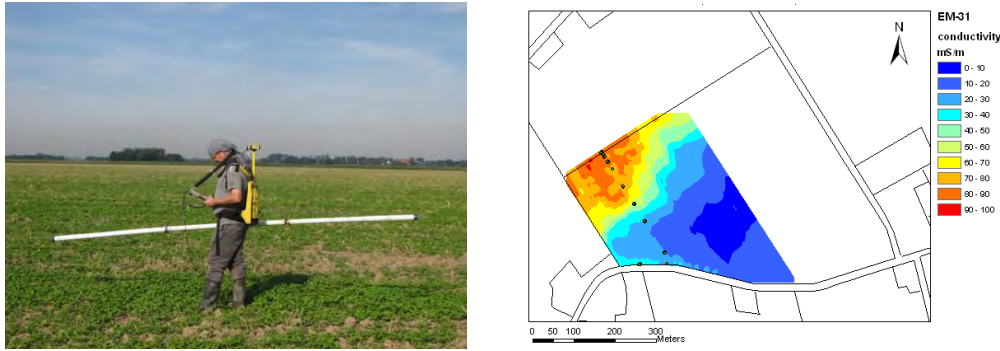 EM-31
conductivity
mS/m
0 - 10
10 - 20
20 - 30
30 - 40
40 - 50
50 - 60
60 - 70
70 - 80
80 - 90
90 - 100
N
0 50 100 200 300
Meters